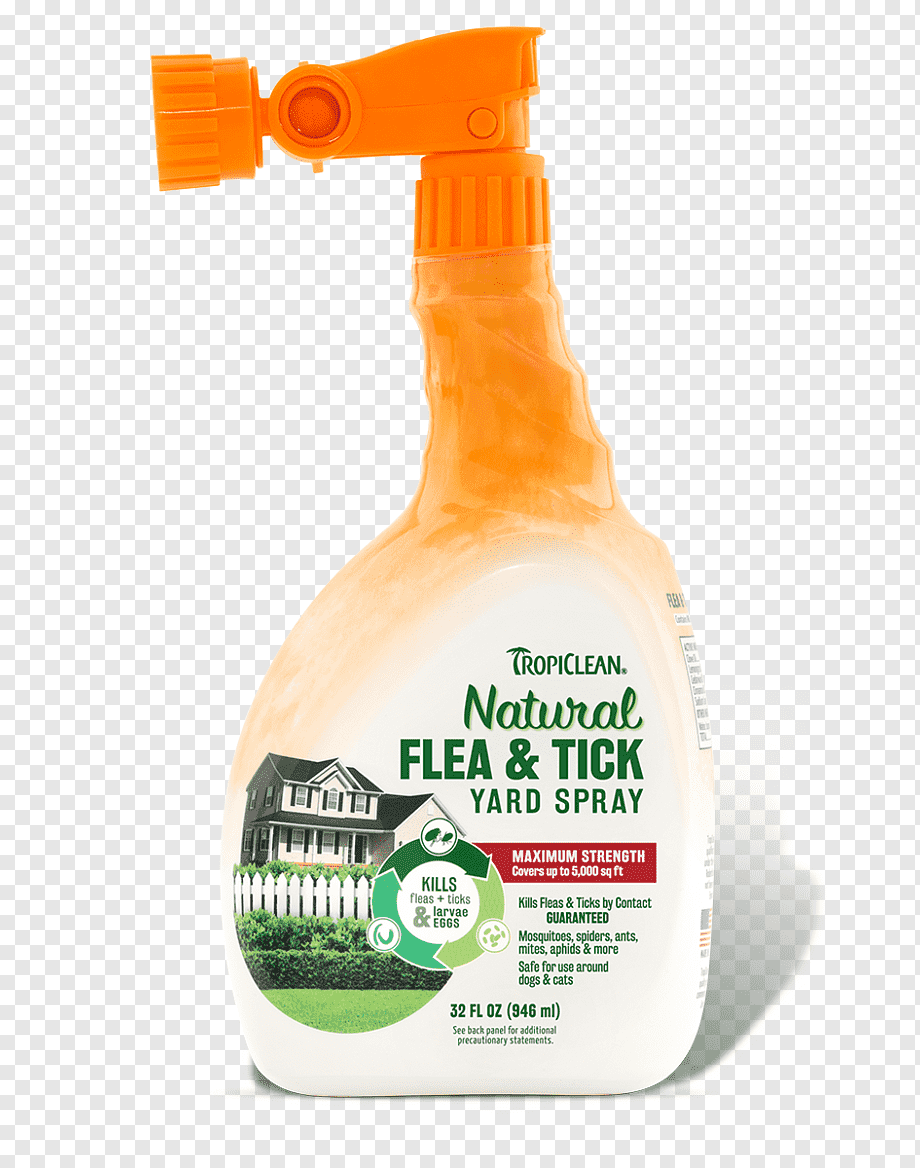 TROPICLEAN®
Natural
FLEA & TICK
YARD SPRAY
MAXIMUM STRENGTH
Covers up to 5,000 sq ft
KILLS
fleas + ticks
& larvae
EGGS
Kills Fleas & Ticks by Contact
GUARANTEED
Mosquitoes, spiders, ants,
mites, aphids & more
Safe for use around
dogs & cats
32 FL OZ (946 ml)
See back panel for additional
precautionary statements.
FLEA &